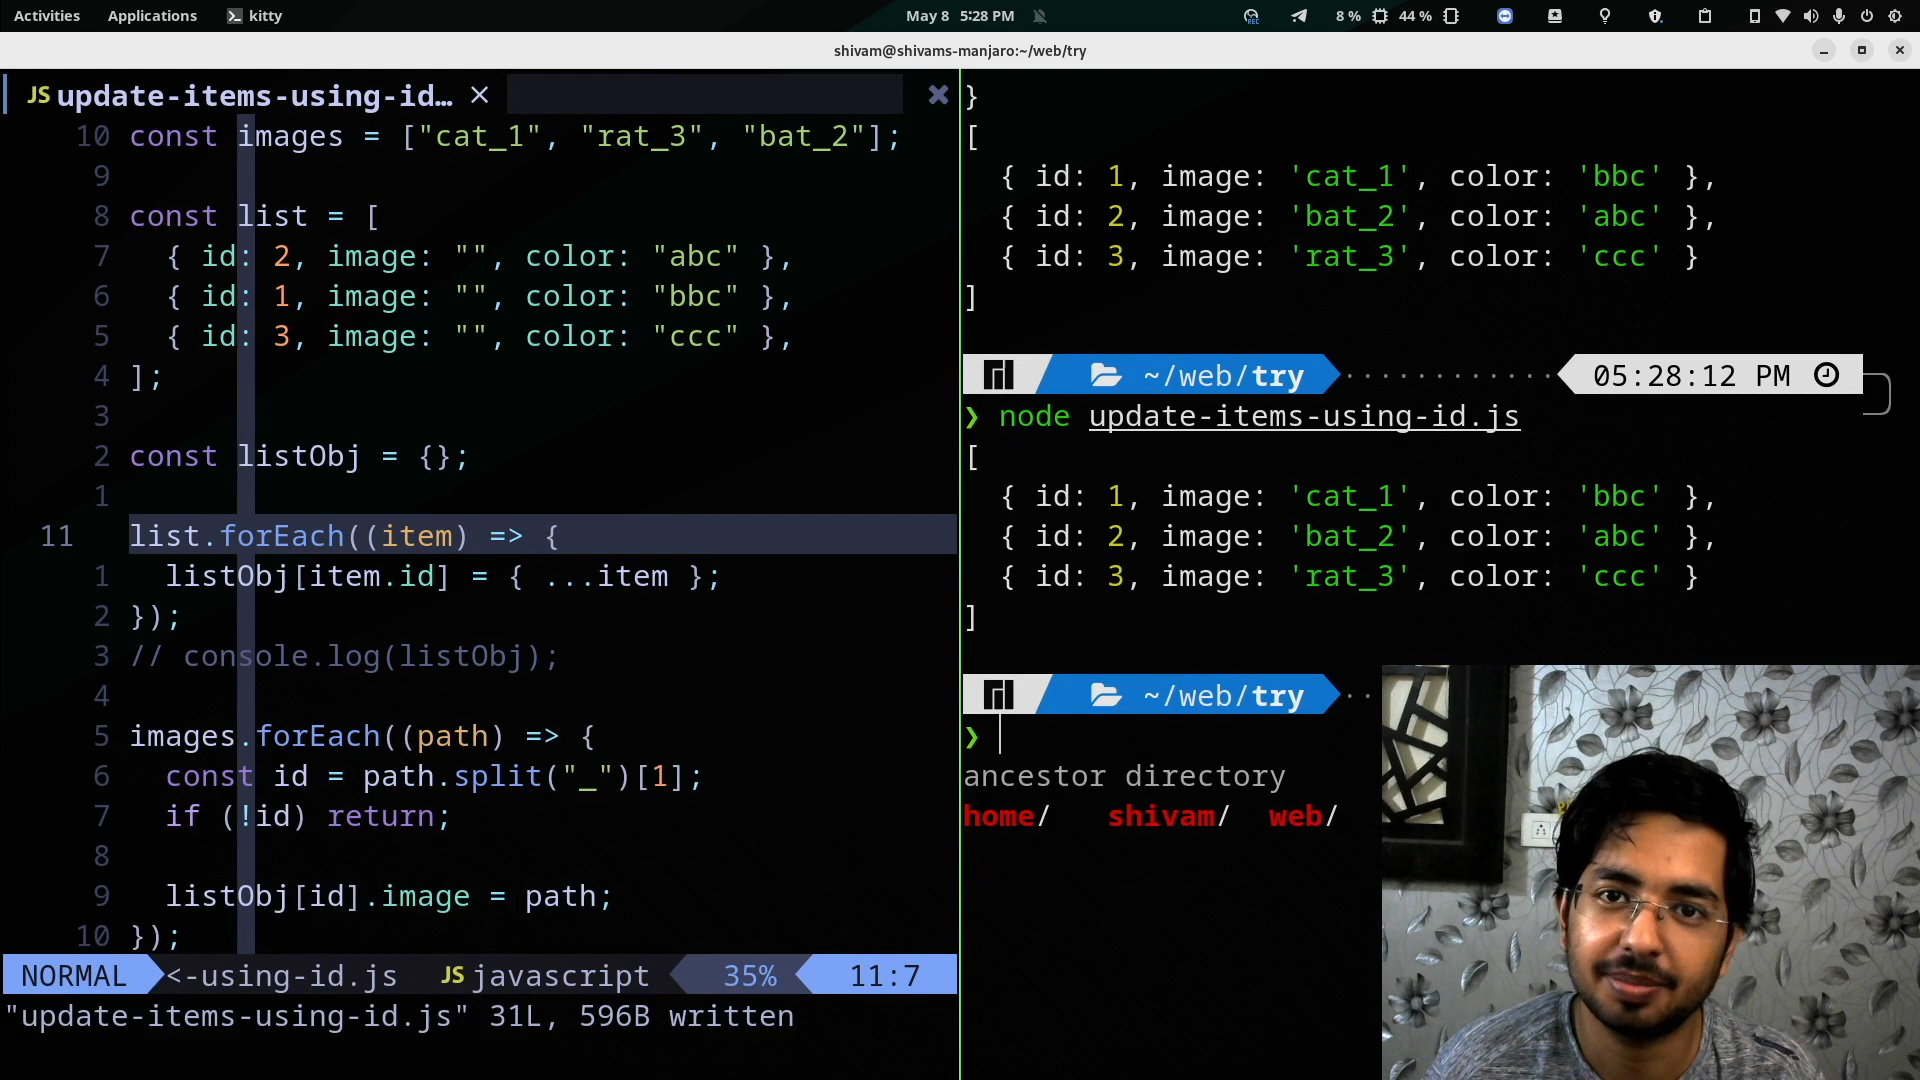 Activities Applications kitty May 8 5:28 PM REC 8 % 44 %
shivam@shivams-manjaro:~/web/try
JS update-items-using-id… ×
10 const images = ["cat_1", "rat_3", "bat_2"];
9
8 const list = [
7 { id: 2, image: "", color: "abc" },
6 { id: 1, image: "", color: "bbc" },
5 { id: 3, image: "", color: "ccc" },
4 ];
3
2 const listObj = {};
1
11 list.forEach((item) => {
1 listObj[item.id] = { ...item };
2 });
3 // console.log(listObj);
4
5 images.forEach((path) => {
6 const id = path.split("_")[1];
7 if (!id) return;
8
9 listObj[id].image = path;
10 });
NORMAL <-using-id.js JS javascript 35% 11:7
"update-items-using-id.js" 31L, 596B written
}
[
{ id: 1, image: 'cat_1', color: 'bbc' },
{ id: 2, image: 'bat_2', color: 'abc' },
{ id: 3, image: 'rat_3', color: 'ccc' }
]
~/web/try ············ 05:28:12 PM
❯ node update-items-using-id.js
[
{ id: 1, image: 'cat_1', color: 'bbc' },
{ id: 2, image: 'bat_2', color: 'abc' },
{ id: 3, image: 'rat_3', color: 'ccc' }
]
~/web/try ··
❯
ancestor directory
home/ shivam/ web/